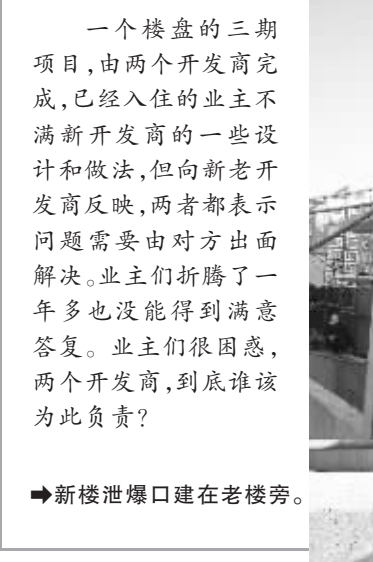 一个楼盘的三期
项目,由两个开发商完
成,已经入住的业主不
满新开发商的一些设
计和做法,但向新老开
发商反映,两者都表示
问题需要由对方出面
解决。业主们折腾了一
年多也没能得到满意
答复。业主们很困惑,
两个开发商,到底谁该
为此负责?
➡新楼泄爆口建在老楼旁。